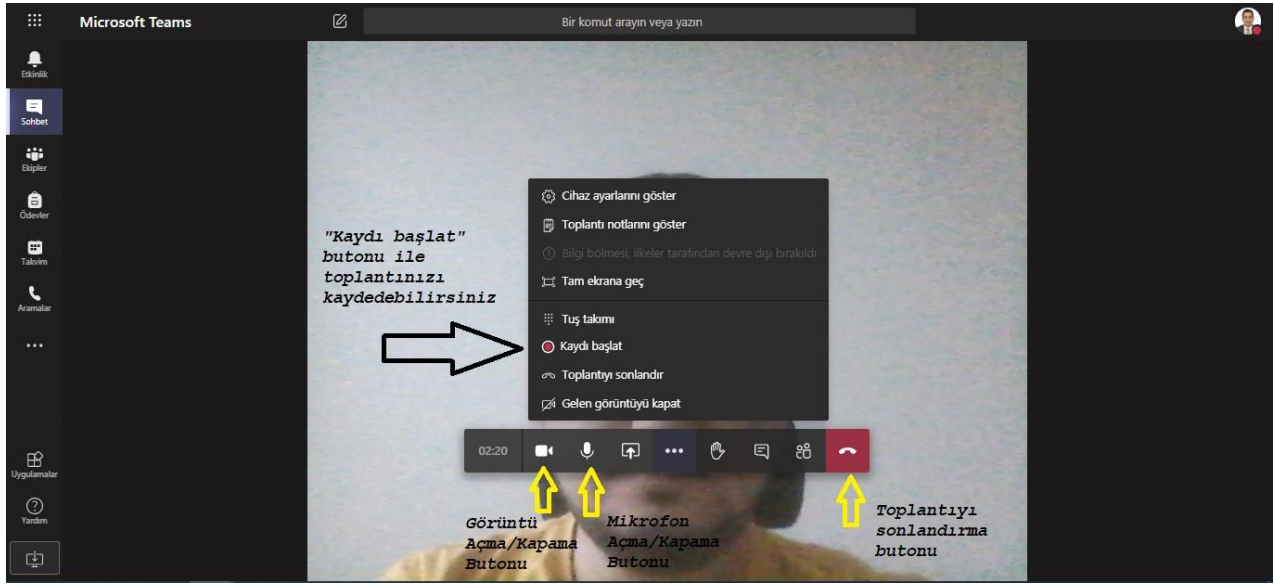 Microsoft Teams
Bir komut arayın veya yazın
Etkinlik
Sohbet
Ekipler
Ödevler
Takvim
Aramalar
Uygulamalar
Yardım
"Kaydı başlat"
butonu ile
toplantınızı
kaydedebilirsiniz
Cihaz ayarlarını göster
Toplantı notlarını göster
Bilgi bölmesi, ilkeler tarafından devre dışı bırakıldı
Tam ekrana geç
Tuş takımı
Kaydı başlat
Toplantıyı sonlandır
Gelen görüntüyü kapat
02:20
Görüntü
Açma/Kapama
Butonu
Mikrofon
Açma/Kapama
Butonu
Toplantıyı
sonlandırma
butonu